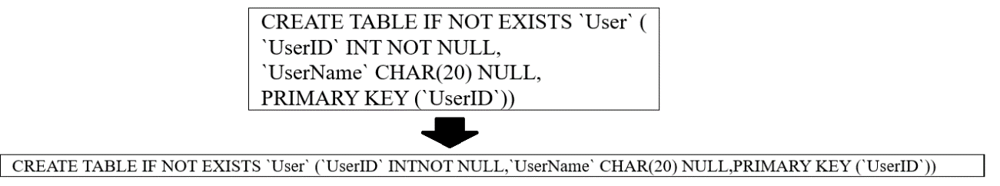 CREATE TABLE IF NOT EXISTS `User` (
`UserID` INT NOT NULL,
`UserName` CHAR(20) NULL,
PRIMARY KEY (`UserID`))
CREATE TABLE IF NOT EXISTS `User` (`UserID` INTNOT NULL,`UserName` CHAR(20) NULL,PRIMARY KEY (`UserID`))